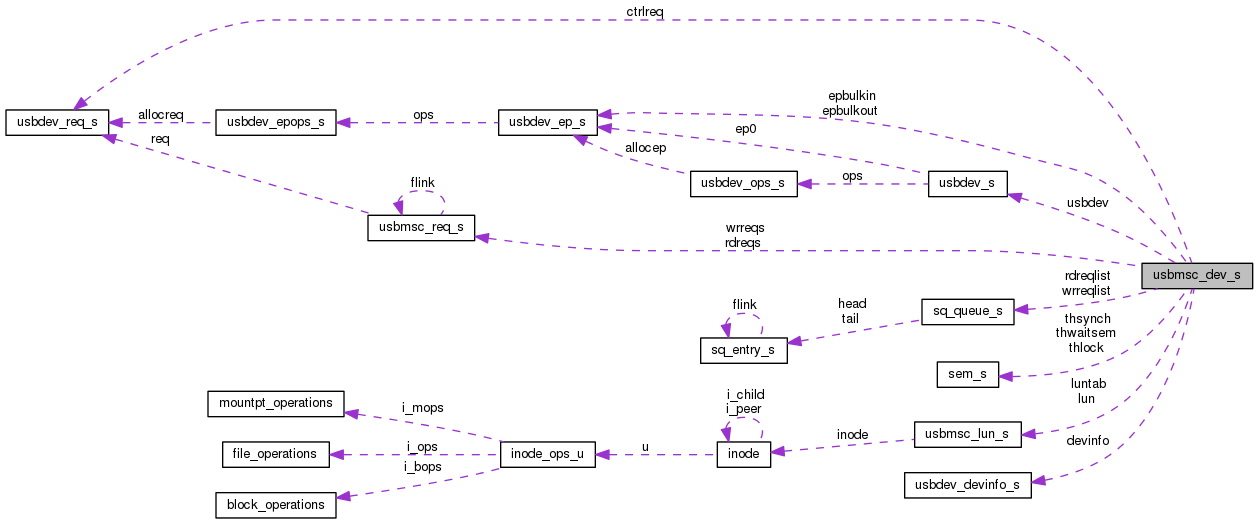 ctrlreq
epbulkin
epbulkout
usbdev_req_s
allocreq
usbdev_epops_s
ops
usbdev_ep_s
ep0
req
allocep
flink
usbdev_ops_s
ops
usbdev_s
usbdev
usbmsc_req_s
wrreqs
rdreqs
usbmsc_dev_s
rdreqlist
wrreqlist
flink
head
tail
sq_queue_s
thsynch
thwaitsem
thlock
sq_entry_s
sem_s
mountpt_operations
i_mops
i_child
i_peer
luntab
lun
file_operations
i_ops
inode_ops_u
u
inode
inode
usbmsc_lun_s
devinfo
i_bops
usbdev_devinfo_s
block_operations